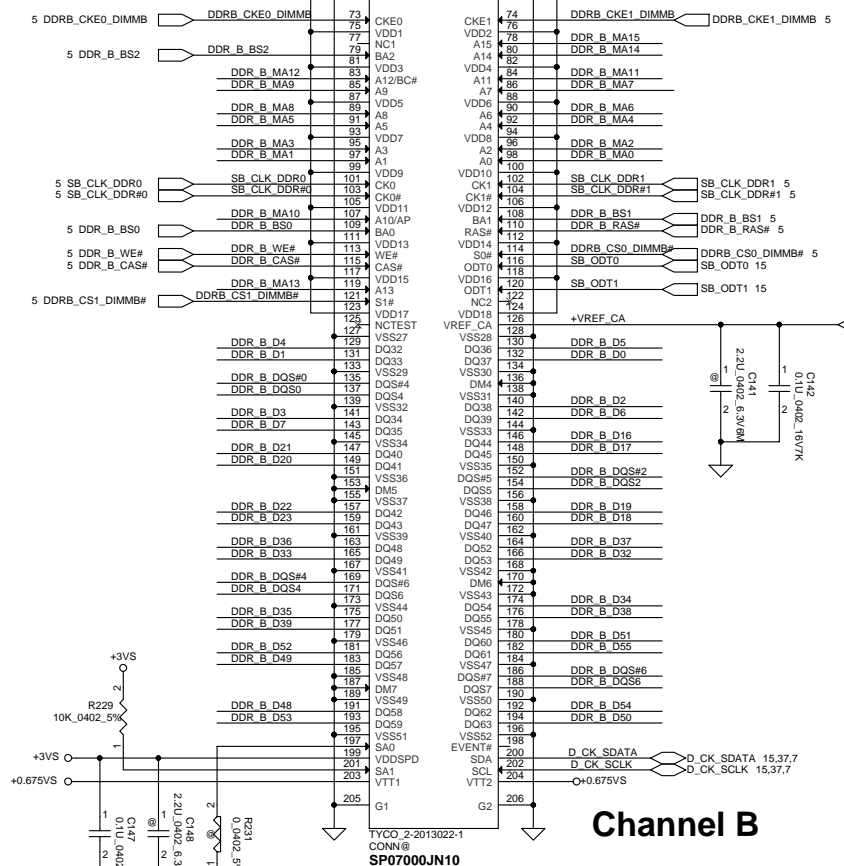 5 DDRB_CKE0_DIMMB DDRB_CKE0_DIMMB 73 CKE0 CKE1 74 DDRB_CKE1_DIMMB DDRB_CKE1_DIMMB 5
75 VDD1 VDD2 76
77 NC1 A15 78 DDR_B_MA15
5 DDR_B_BS2 DDR_B_BS2 79 BA2 A14 80 DDR_B_MA14
81 VDD3 VDD4 82
DDR_B_MA12 83 A12/BC# A11 84 DDR_B_MA11
DDR_B_MA9 85 A9 A7 86 DDR_B_MA7
87 VDD5 VDD6 88
DDR_B_MA8 89 A8 A6 90 DDR_B_MA6
DDR_B_MA5 91 A5 A4 92 DDR_B_MA4
93 VDD7 VDD8 94
DDR_B_MA3 95 A3 A2 96 DDR_B_MA2
DDR_B_MA1 97 A1 A0 98 DDR_B_MA0
99 VDD9 VDD10 100
5 SB_CLK_DDR0 SB_CLK_DDR0 101 CK0 CK1 102 SB_CLK_DDR1 SB_CLK_DDR1 5
5 SB_CLK_DDR#0 SB_CLK_DDR#0 103 CK0# CK1# 104 SB_CLK_DDR#1 SB_CLK_DDR#1 5
105 VDD11 VDD12 106
DDR_B_MA10 107 A10/AP BA1 108 DDR_B_BS1 DDR_B_BS1 5
5 DDR_B_BS0 DDR_B_BS0 109 BA0 RAS# 110 DDR_B_RAS# DDR_B_RAS# 5
111 VDD13 VDD14 112
5 DDR_B_WE# DDR_B_WE# 113 WE# S0# 114 DDRB_CS0_DIMMB# DDRB_CS0_DIMMB# 5
5 DDR_B_CAS# DDR_B_CAS# 115 CAS# ODT0 116 SB_ODT0 SB_ODT0 15
117 VDD15 VDD16 118
DDR_B_MA13 119 A13 ODT1 120 SB_ODT1 SB_ODT1 15
5 DDRB_CS1_DIMMB# DDRB_CS1_DIMMB# 121 S1# NC2 122
123 VDD17 VDD18 124
125 NCTEST VREF_CA 126 +VREF_CA
127 VSS27 VSS28 128
DDR_B_D4 129 DQ32 DQ36 130 DDR_B_D5
DDR_B_D1 131 DQ33 DQ37 132 DDR_B_D0
133 VSS29 VSS30 134
DDR_B_DQS#0 135 DQS#4 DM4 136
DDR_B_DQS0 137 DQS4 VSS31 138
139 VSS32 DQ38 140 DDR_B_D2
DDR_B_D3 141 DQ34 DQ39 142 DDR_B_D6
DDR_B_D7 143 DQ35 VSS33 144
145 VSS34 DQ44 146 DDR_B_D16
DDR_B_D21 147 DQ40 DQ45 148 DDR_B_D17
DDR_B_D20 149 DQ41 VSS35 150
151 VSS36 DQS#5 152 DDR_B_DQS#2
153 DM5 DQS5 154 DDR_B_DQS2
155 VSS37 VSS38 156
DDR_B_D22 157 DQ42 DQ46 158 DDR_B_D19
DDR_B_D23 159 DQ43 DQ47 160 DDR_B_D18
161 VSS39 VSS40 162
DDR_B_D36 163 DQ48 DQ52 164 DDR_B_D37
DDR_B_D33 165 DQ49 DQ53 166 DDR_B_D32
167 VSS41 VSS42 168
DDR_B_DQS#4 169 DQS#6 DM6 170
DDR_B_DQS4 171 DQS6 VSS43 172
173 VSS44 DQ54 174 DDR_B_D34
DDR_B_D35 175 DQ50 DQ55 176 DDR_B_D38
DDR_B_D39 177 DQ51 VSS45 178
179 VSS46 DQ60 180 DDR_B_D51
DDR_B_D52 181 DQ56 DQ61 182 DDR_B_D55
DDR_B_D49 183 DQ57 VSS47 184
185 VSS48 DQS#7 186 DDR_B_DQS#6
187 DM7 DQS7 188 DDR_B_DQS6
189 VSS49 VSS50 190
DDR_B_D48 191 DQ58 DQ62 192 DDR_B_D54
DDR_B_D53 193 DQ59 DQ63 194 DDR_B_D50
195 VSS51 VSS52 196
197 SA0 EVENT# 198
+3VS 199 VDDSPD SDA 200 D_CK_SDATA D_CK_SDATA 15,37,7
201 SA1 SCL 202 D_CK_SCLK D_CK_SCLK 15,37,7
+0.675VS 203 VTT1 VTT2 204 +0.675VS
205 G1 G2 206
+3VS
2
R229
10K_0402_5%
1
1
@ 2
C141
2.2U_0402_6.3V6M
1
2
C142
0.1U_0402_16V7K
1
2
C147
0.1U_0402
1
@ 2
C148
2.2U_0402_6.3
2
@
1
R231
0_0402_5%
TYCO_2-2013022-1
CONN@
SP07000JN10
Channel B